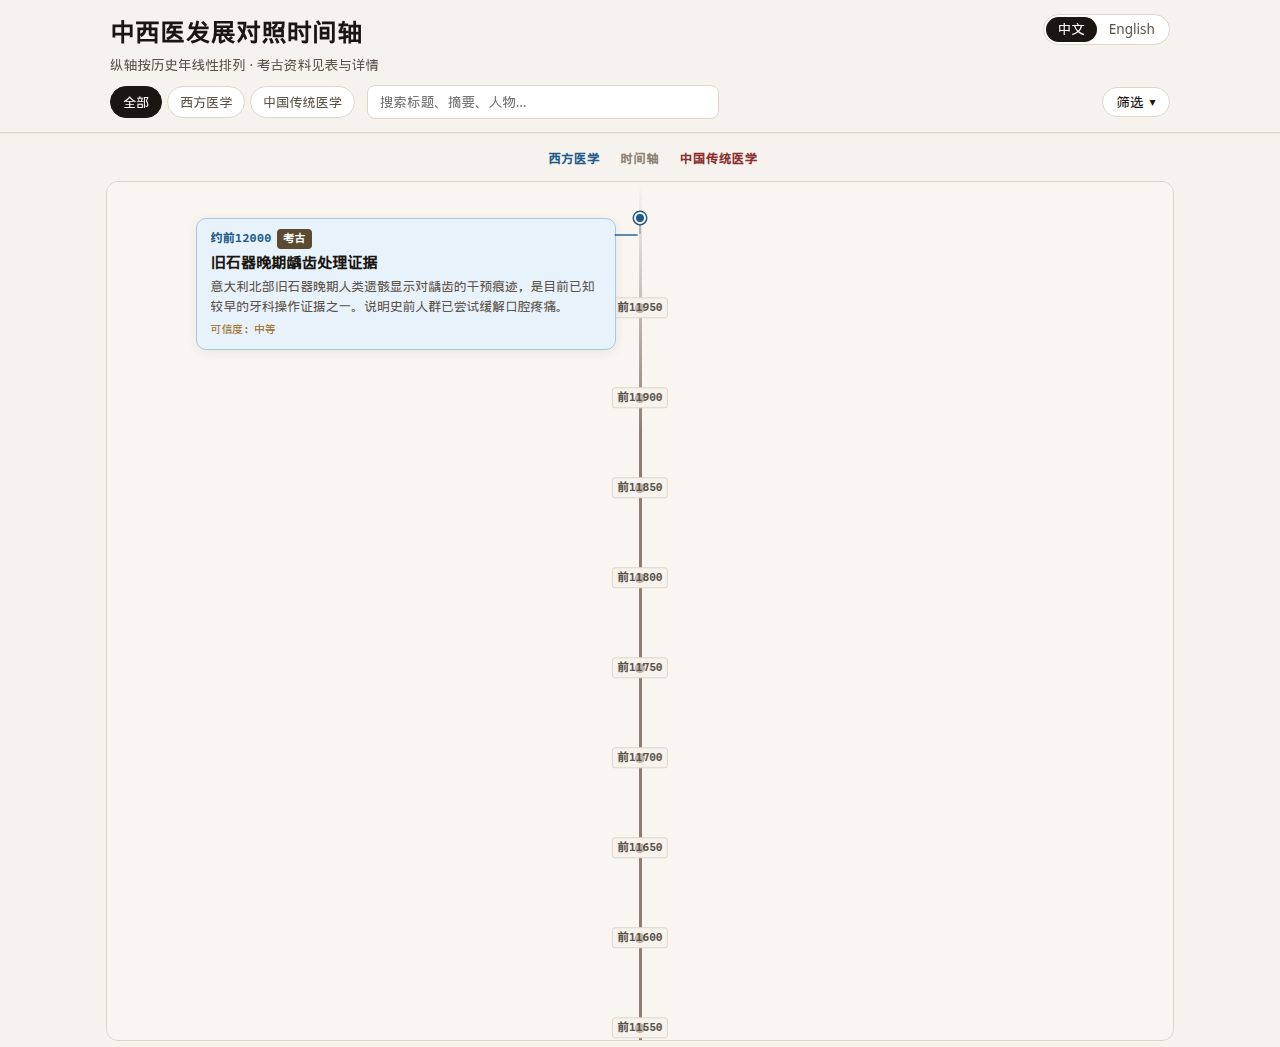 中西医发展对照时间轴
中文 English
纵轴按历史年线性排列 · 考古资料见表与详情
全部 西方医学 中国传统医学 搜索标题、摘要、人物... 筛选 ▾
西方医学 时间轴 中国传统医学
约前12000 考古
旧石器晚期龋齿处理证据
意大利北部旧石器晚期人类遗骸显示对龋齿的干预痕迹，是目前已知
较早的牙科操作证据之一。说明史前人群已尝试缓解口腔疼痛。
可信度: 中等
前11950
前11900
前11850
前11800
前11750
前11700
前11650
前11600
前11550